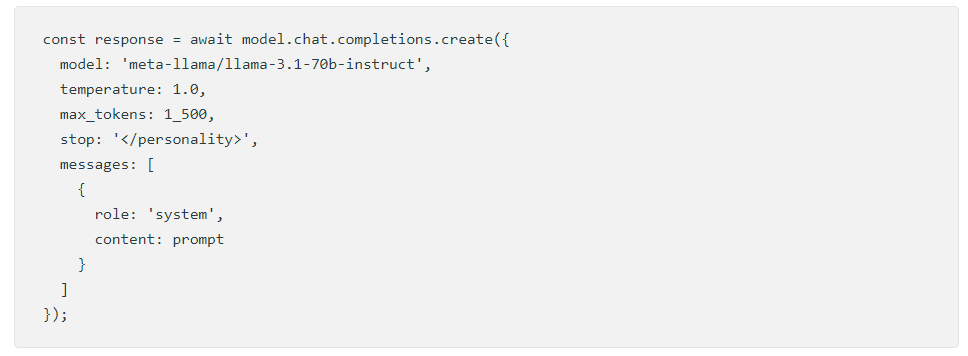 const response = await model.chat.completions.create({
  model: 'meta-llama/llama-3.1-70b-instruct',
  temperature: 1.0,
  max_tokens: 1_500,
  stop: '</personality>',
  messages: [
    {
      role: 'system',
      content: prompt
    }
  ]
});